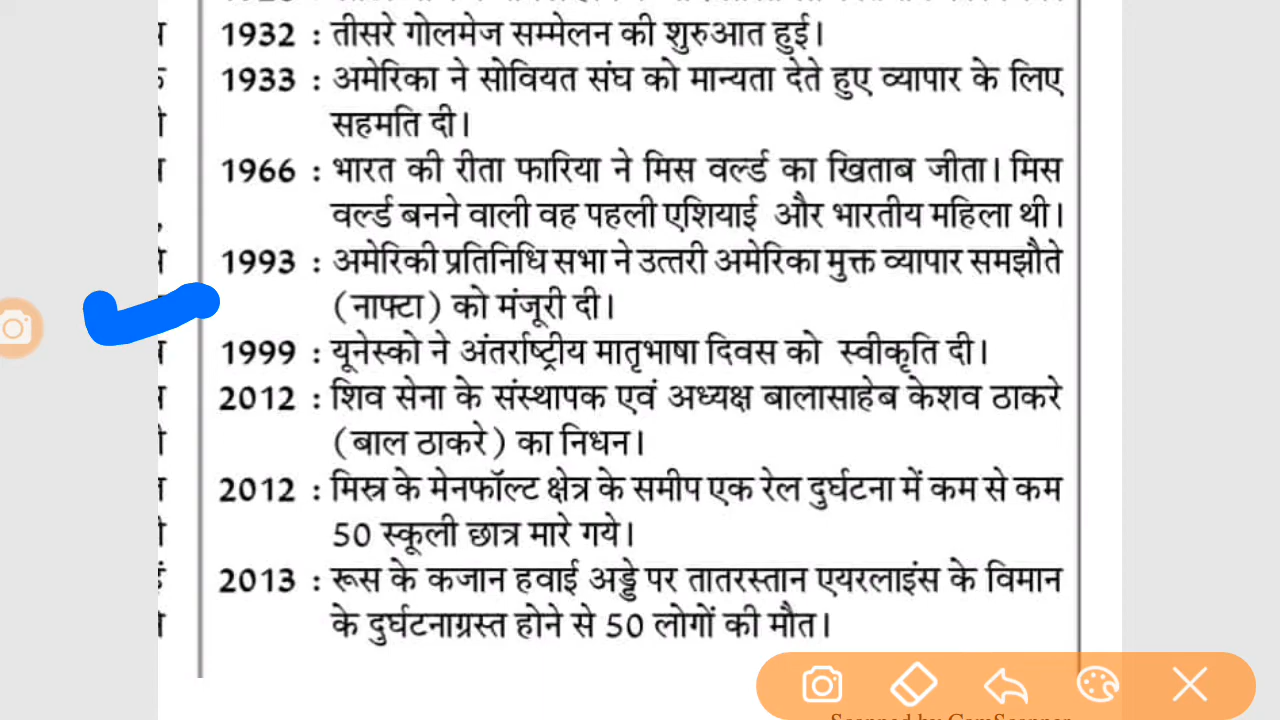 1932 : तीसरे गोलमेज सम्मेलन की शुरुआत हुई।
1933 : अमेरिका ने सोवियत संघ को मान्यता देते हुए व्यापार के लिए
सहमति दी।
1966 : भारत की रीता फारिया ने मिस वर्ल्ड का खिताब जीता। मिस
वर्ल्ड बनने वाली वह पहली एशियाई और भारतीय महिला थी।
1993 : अमेरिकी प्रतिनिधि सभा ने उत्तरी अमेरिका मुक्त व्यापार समझौते
(नाफ्टा) को मंजूरी दी।
1999 : यूनेस्को ने अंतर्राष्ट्रीय मातृभाषा दिवस को स्वीकृति दी।
2012 : शिव सेना के संस्थापक एवं अध्यक्ष बालासाहेब केशव ठाकरे
(बाल ठाकरे) का निधन।
2012 : मिस्र के मेनफॉल्ट क्षेत्र के समीप एक रेल दुर्घटना में कम से कम
50 स्कूली छात्र मारे गये।
2013 : रूस के कजान हवाई अड्डे पर तातरस्तान एयरलाइंस के विमान
के दुर्घटनाग्रस्त होने से 50 लोगों की मौत।